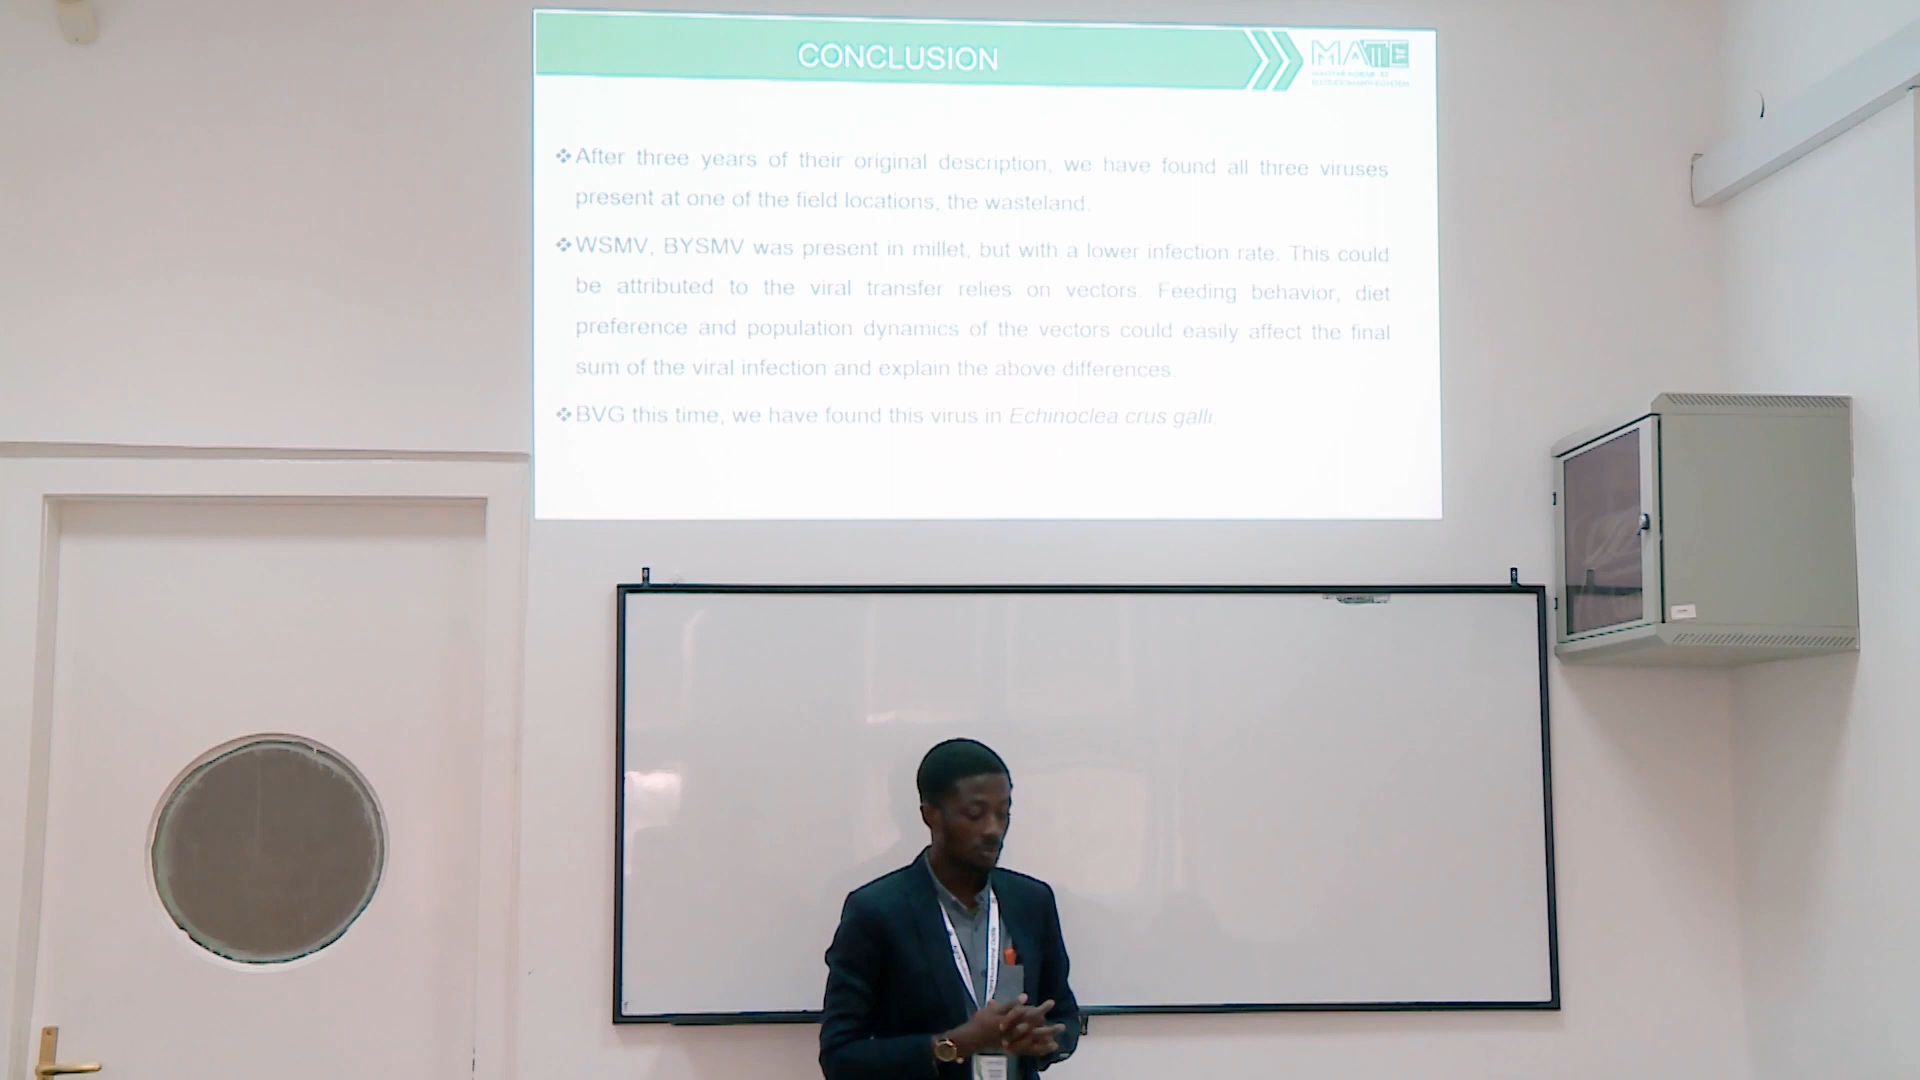 CONCLUSION
MATE
❖After three years of their original description, we have found all three viruses
present at one of the field locations, the wasteland.
❖WSMV, BYSMV was present in millet, but with a lower infection rate. This could
be attributed to the viral transfer relies on vectors. Feeding behavior, diet
preference and population dynamics of the vectors could easily affect the final
sum of the viral infection and explain the above differences.
❖BVG this time, we have found this virus in Echinoclea crus galli